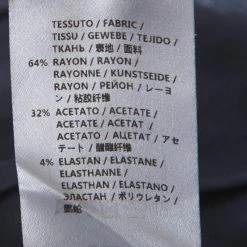 TESSUTO / FABRIC /
TISSU / GEWEBE / TEJIDO /
ТКАНЬ / 表地 / 面料
64% RAYON / RAYON /
RAYONNE / KUNSTSEIDE /
RAYON / РЕЙОН / レーヨ
ン / 粘胶纤维
32% ACETATO / ACETATE /
ACETATE / ACETAT /
ACETATO / АЦЕТАТ / アセ
テート / 醋酯纤维
4% ELASTAN / ELASTANE /
ELASTHANNE /
ELASTHAN / ELASTANO /
ЭЛАСТАН / ポリウレタン /
氨纶